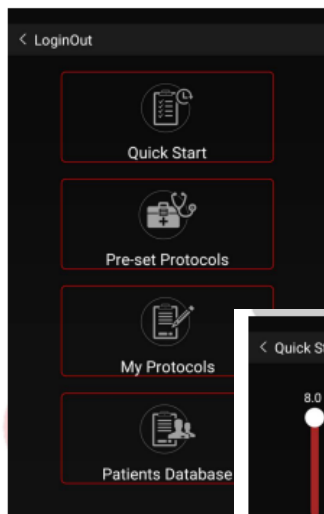 < LoginOut
Quick Start
Pre-set Protocols
My Protocols
Patients Database
< Quick St
8.0